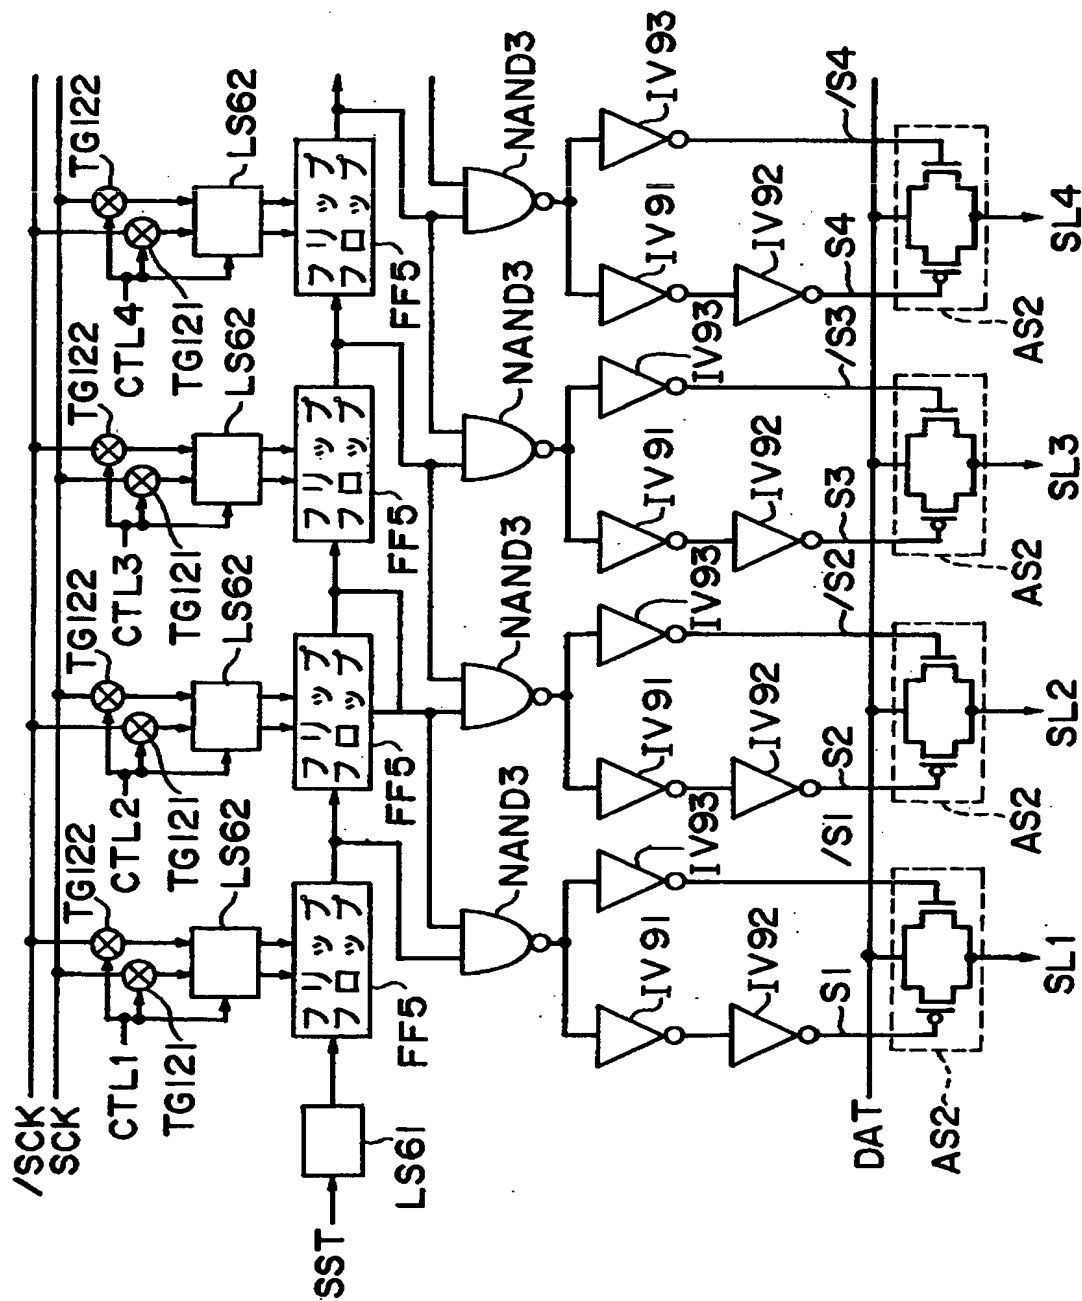 /SCK
SCK
CTL1
TG121
TG122
LS62
CTL2
TG121
TG122
LS62
CTL3
TG121
TG122
LS62
CTL4
TG121
TG122
LS62
SST
LS61
フリップ
フロップ
FF5
フリップ
フロップ
FF5
フリップ
フロップ
FF5
フリップ
フロップ
FF5
NAND3
NAND3
NAND3
NAND3
IV91
IV93
IV91
IV93
IV91
IV93
IV91
IV93
IV92
IV92
IV92
IV92
S1
/S1
S2
/S2
S3
/S3
S4
/S4
DAT
AS2
AS2
AS2
AS2
SL1
SL2
SL3
SL4